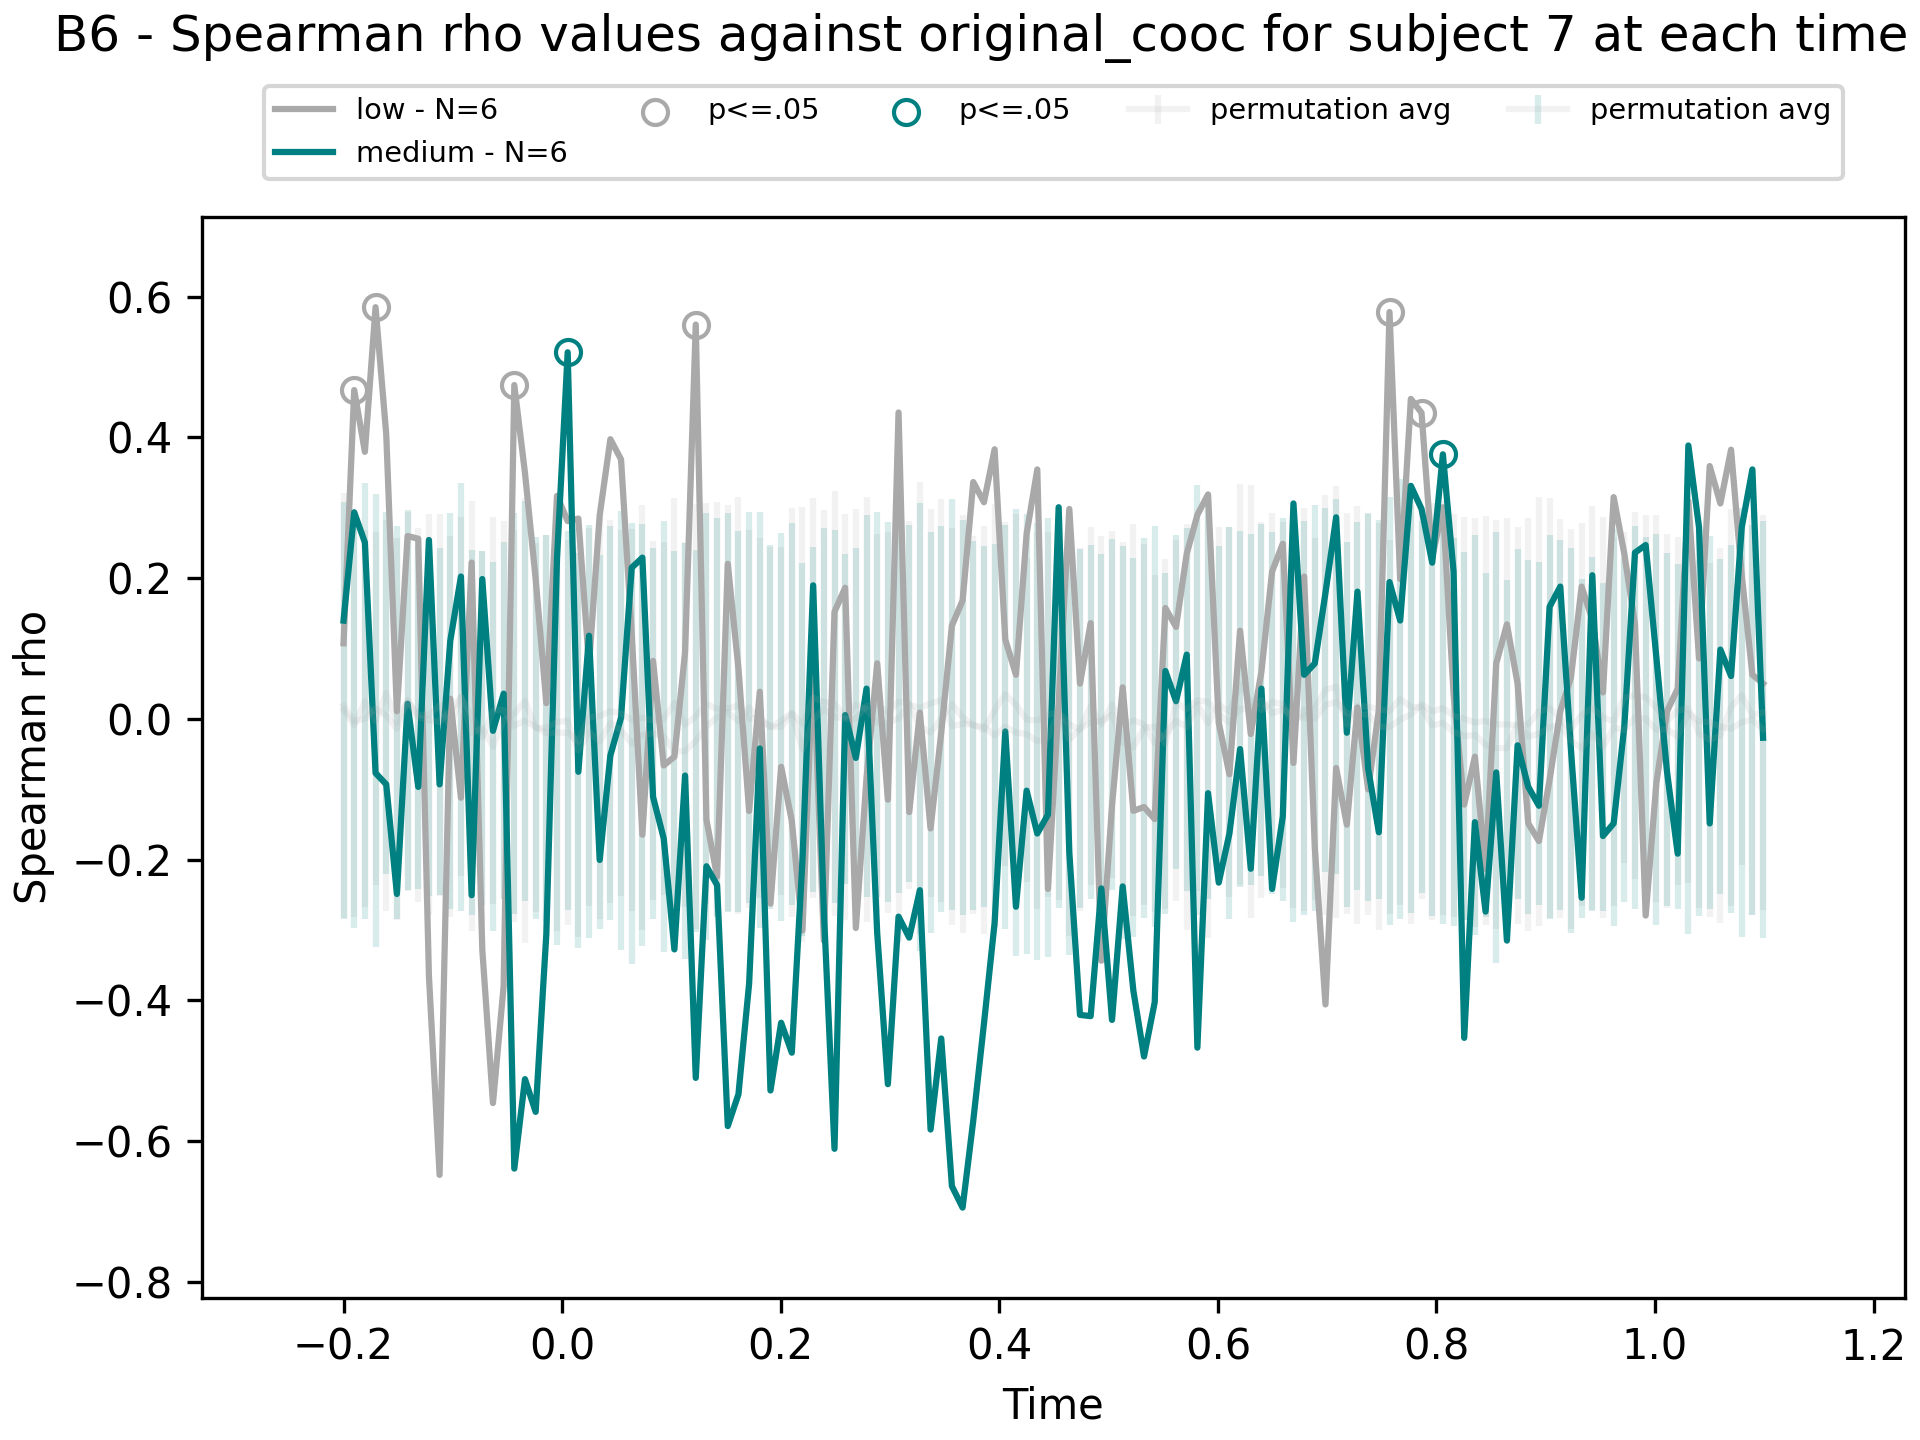 B6 - Spearman rho values against original_cooc for subject 7 at each time
low - N=6
p<=.05
p<=.05
permutation avg
permutation avg
medium - N=6
Spearman rho
0.6
0.4
0.2
0.0
−0.2
−0.4
−0.6
−0.8
−0.2
0.0
0.2
0.4
0.6
0.8
1.0
1.2
Time